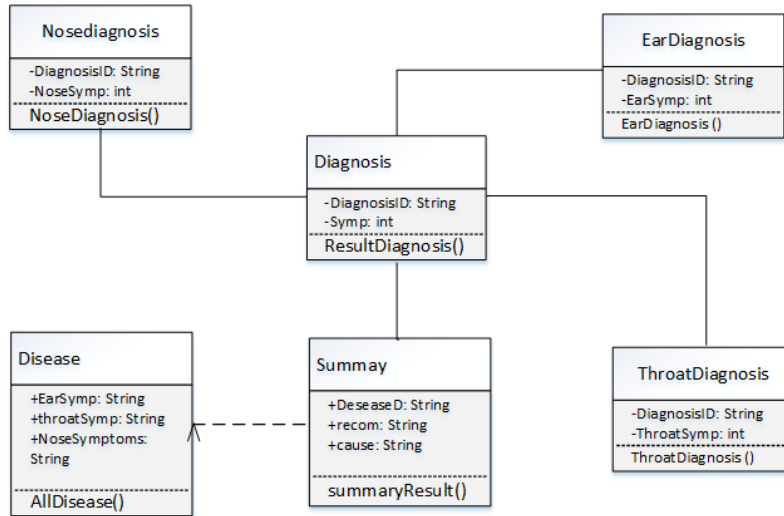 Nosediagnosis
-DiagnosisID: String
-NoseSymp: int
NoseDiagnosis()
EarDiagnosis
-DiagnosisID: String
-EarSymp: int
EarDiagnosis()
Diagnosis
-DiagnosisID: String
-Symp: int
ResultDiagnosis()
Disease
+EarSymp: String
+throatSymp: String
+NoseSymptoms:
String
AllDisease()
Summay
+DeseaseD: String
+recom: String
+cause: String
summaryResult()
ThroatDiagnosis
-DiagnosisID: String
-ThroatSymp: int
ThroatDiagnosis()